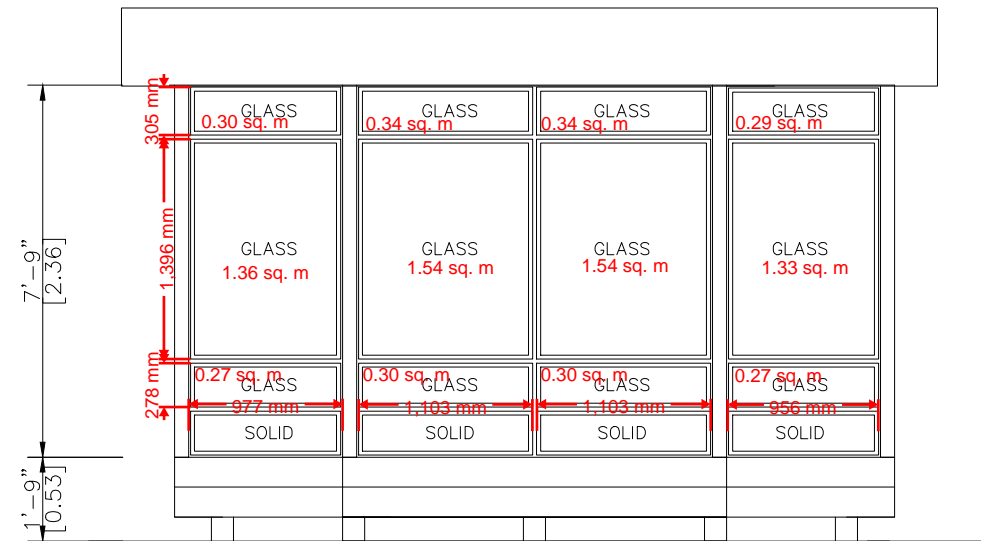 305 mm
GLASS
0.30 sq. m
GLASS
0.34 sq. m
GLASS
0.34 sq. m
GLASS
0.29 sq. m
7'-9"
[2.36]
1,396 mm
GLASS
1.36 sq. m
GLASS
1.54 sq. m
GLASS
1.54 sq. m
GLASS
1.33 sq. m
278 mm
0.27 sq. m
GLASS
977 mm
0.30 sq. m
GLASS
1,103 mm
0.30 sq. m
GLASS
1,103 mm
0.27 sq. m
GLASS
956 mm
SOLID
SOLID
SOLID
SOLID
1'-9"
[0.53]